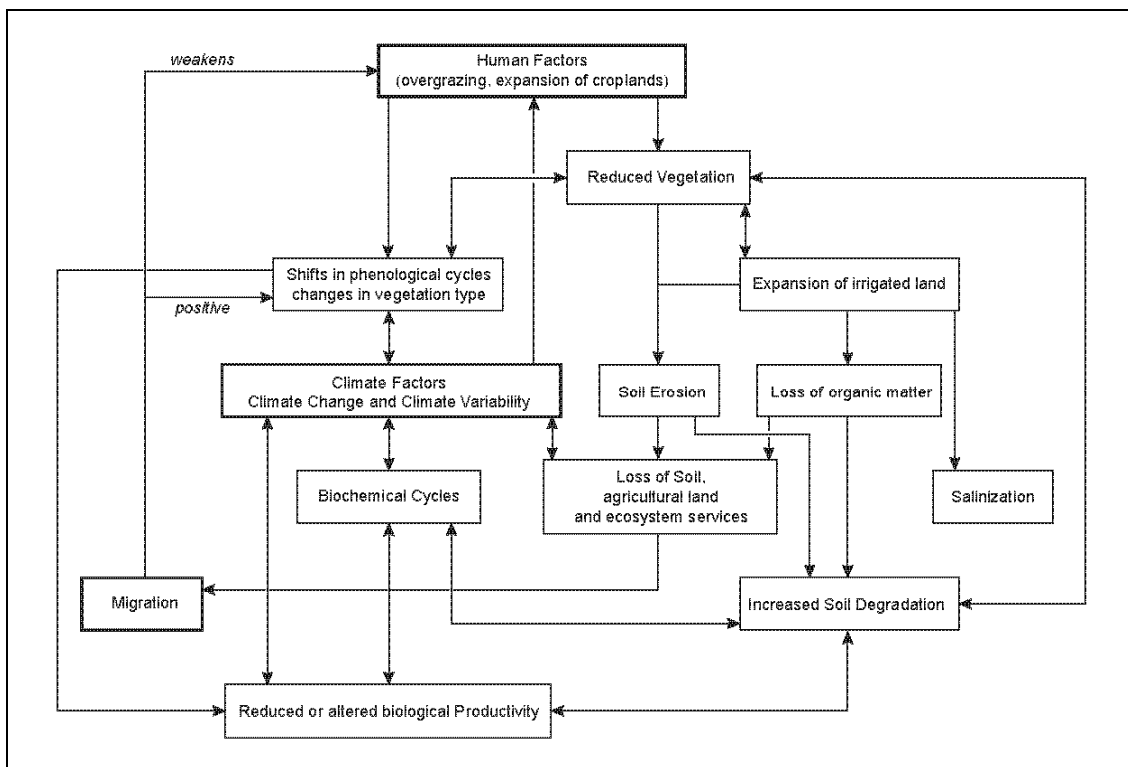 weakens
Human Factors
(overgrazing, expansion of croplands)
Reduced Vegetation
Shifts in phenological cycles
changes in vegetation type
Expansion of irrigated land
positive
Climate Factors
Climate Change and Climate Variability
Soil Erosion
Loss of organic matter
Biochemical Cycles
Loss of Soil,
agricultural land
and ecosystem services
Salinization
Migration
Increased Soil Degradation
Reduced or altered biological Productivity